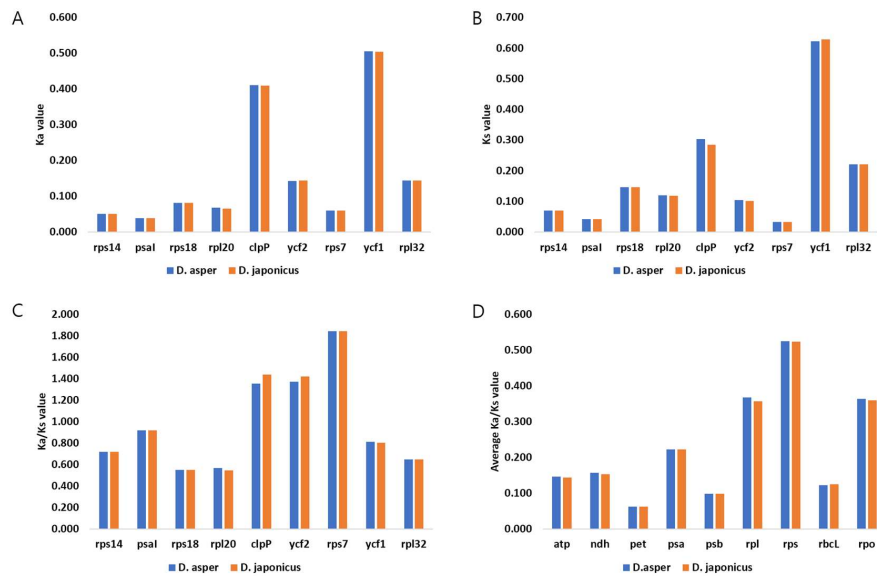 A
Ka value
0.600
0.500
0.400
0.300
0.200
0.100
0.000
rps14 psaI rps18 rpl20 clpP ycf2 rps7 ycf1 rpl32
D. asper D. japonicus
B
Ks value
0.700
0.600
0.500
0.400
0.300
0.200
0.100
0.000
rps14 psaI rps18 rpl20 clpP ycf2 rps7 ycf1 rpl32
D. asper D. japonicus
C
Ka/Ks value
2.000
1.800
1.600
1.400
1.200
1.000
0.800
0.600
0.400
0.200
0.000
rps14 psaI rps18 rpl20 clpP ycf2 rps7 ycf1 rpl32
D. asper D. japonicus
D
Average Ka/Ks value
0.600
0.500
0.400
0.300
0.200
0.100
0.000
atp ndh pet psa psb rpl rps rbcL rpo
D.asper D. japonicus